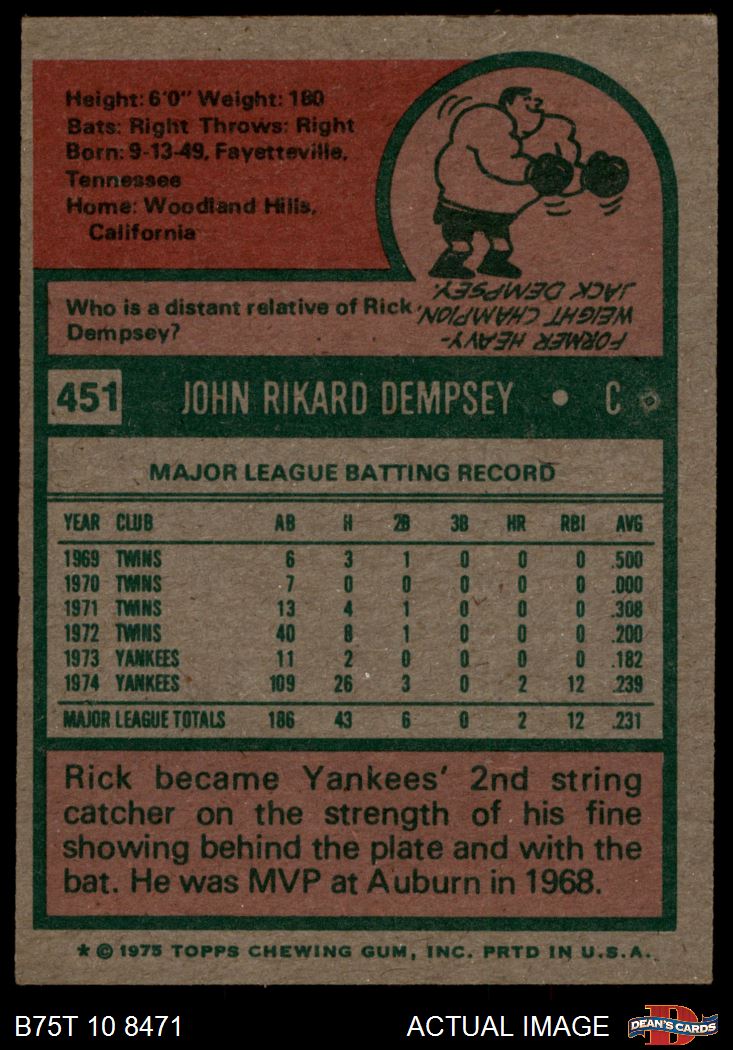 Height: 6'0" Weight: 180
Bats: Right Throws: Right
Born: 9-13-49, Fayetteville,
Tennessee
Home: Woodland Hills,
California
Who is a distant relative of Rick
Dempsey?
FORMER HEAVY-
WEIGHT CHAMPION,
JACK DEMPSEY.
451 JOHN RIKARD DEMPSEY • C
MAJOR LEAGUE BATTING RECORD
YEAR CLUB AB H 2B 3B HR RBI AVG
1969 TWINS 6 3 1 0 0 0 .500
1970 TWINS 7 0 0 0 0 0 .000
1971 TWINS 13 4 1 0 0 0 .308
1972 TWINS 40 8 1 0 0 0 .200
1973 YANKEES 11 2 0 0 0 0 .182
1974 YANKEES 109 26 3 0 2 12 .239
MAJOR LEAGUE TOTALS 186 43 6 0 2 12 .231
Rick became Yankees' 2nd string
catcher on the strength of his fine
showing behind the plate and with the
bat. He was MVP at Auburn in 1968.
* © 1975 TOPPS CHEWING GUM, INC. PRTD IN U.S.A.
B75T 10 8471 ACTUAL IMAGE D DEAN'S CARDS